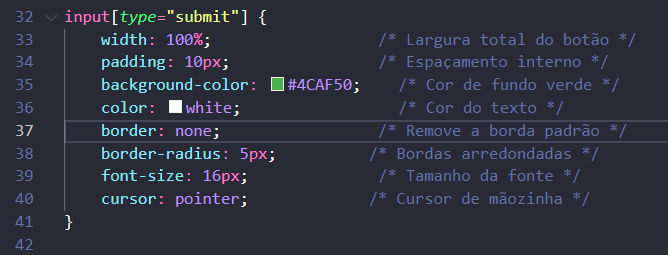 32 input[type="submit"] {
33 width: 100%; /* Largura total do botão */
34 padding: 10px; /* Espaçamento interno */
35 background-color: #4CAF50; /* Cor de fundo verde */
36 color: white; /* Cor do texto */
37 border: none; /* Remove a borda padrão */
38 border-radius: 5px; /* Bordas arredondadas */
39 font-size: 16px; /* Tamanho da fonte */
40 cursor: pointer; /* Cursor de mãozinha */
41 }
42